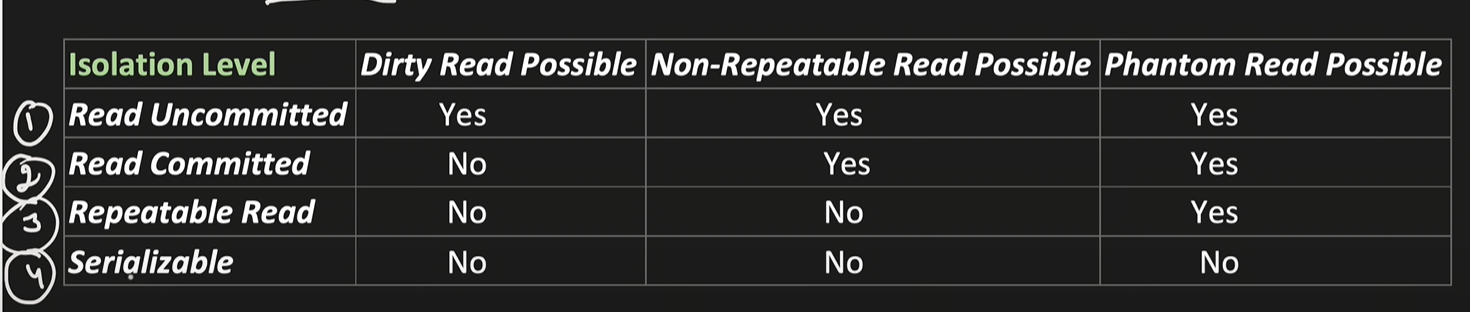 Isolation Level Dirty Read Possible Non-Repeatable Read Possible Phantom Read Possible
1 Read Uncommitted Yes Yes Yes
2 Read Committed No Yes Yes
3 Repeatable Read No No Yes
4 Serializable No No No